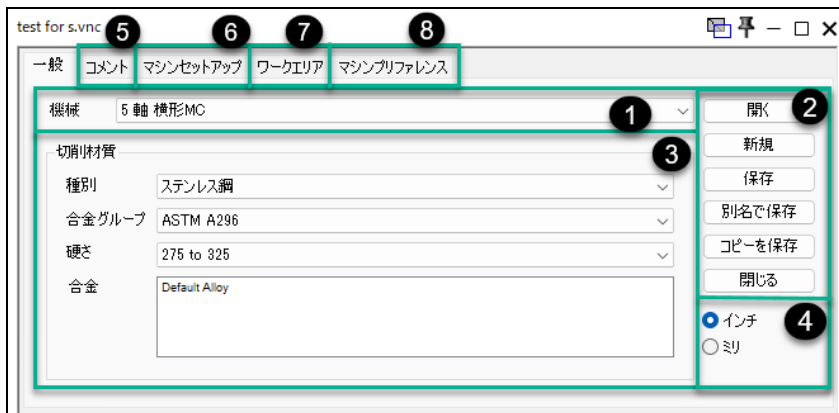 test for s.vnc
5
6
7
8
一般
コメント
マシンセットアップ
ワークエリア
マシンプリファレンス
機械
5 軸 横形MC
1
開く
2
切削材質
3
新規
種別
ステンレス鋼
保存
合金グループ
ASTM A296
別名で保存
硬さ
275 to 325
コピーを保存
合金
Default Alloy
閉じる
インチ
4
ミリ